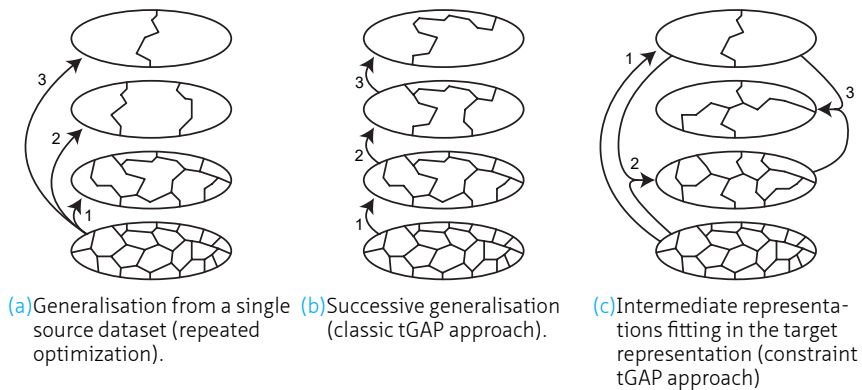 3
2
1
3
2
1
1
2
3
(a) Generalisation from a single
source dataset (repeated
optimization).
(b) Successive generalisation
(classic tGAP approach).
(c) Intermediate representa-
tions fitting in the target
representation (constraint
tGAP approach)